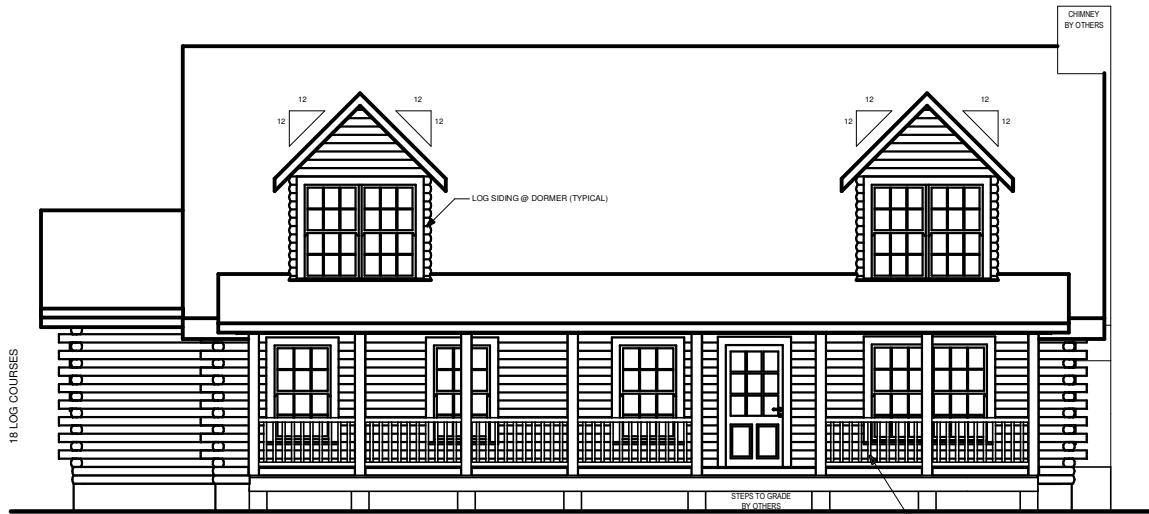 CHIMNEY
BY OTHERS
12
12
12
12
12
12
12
12
LOG SIDING @ DORMER (TYPICAL)
18 LOG COURSES
STEPS TO GRADE
BY OTHERS